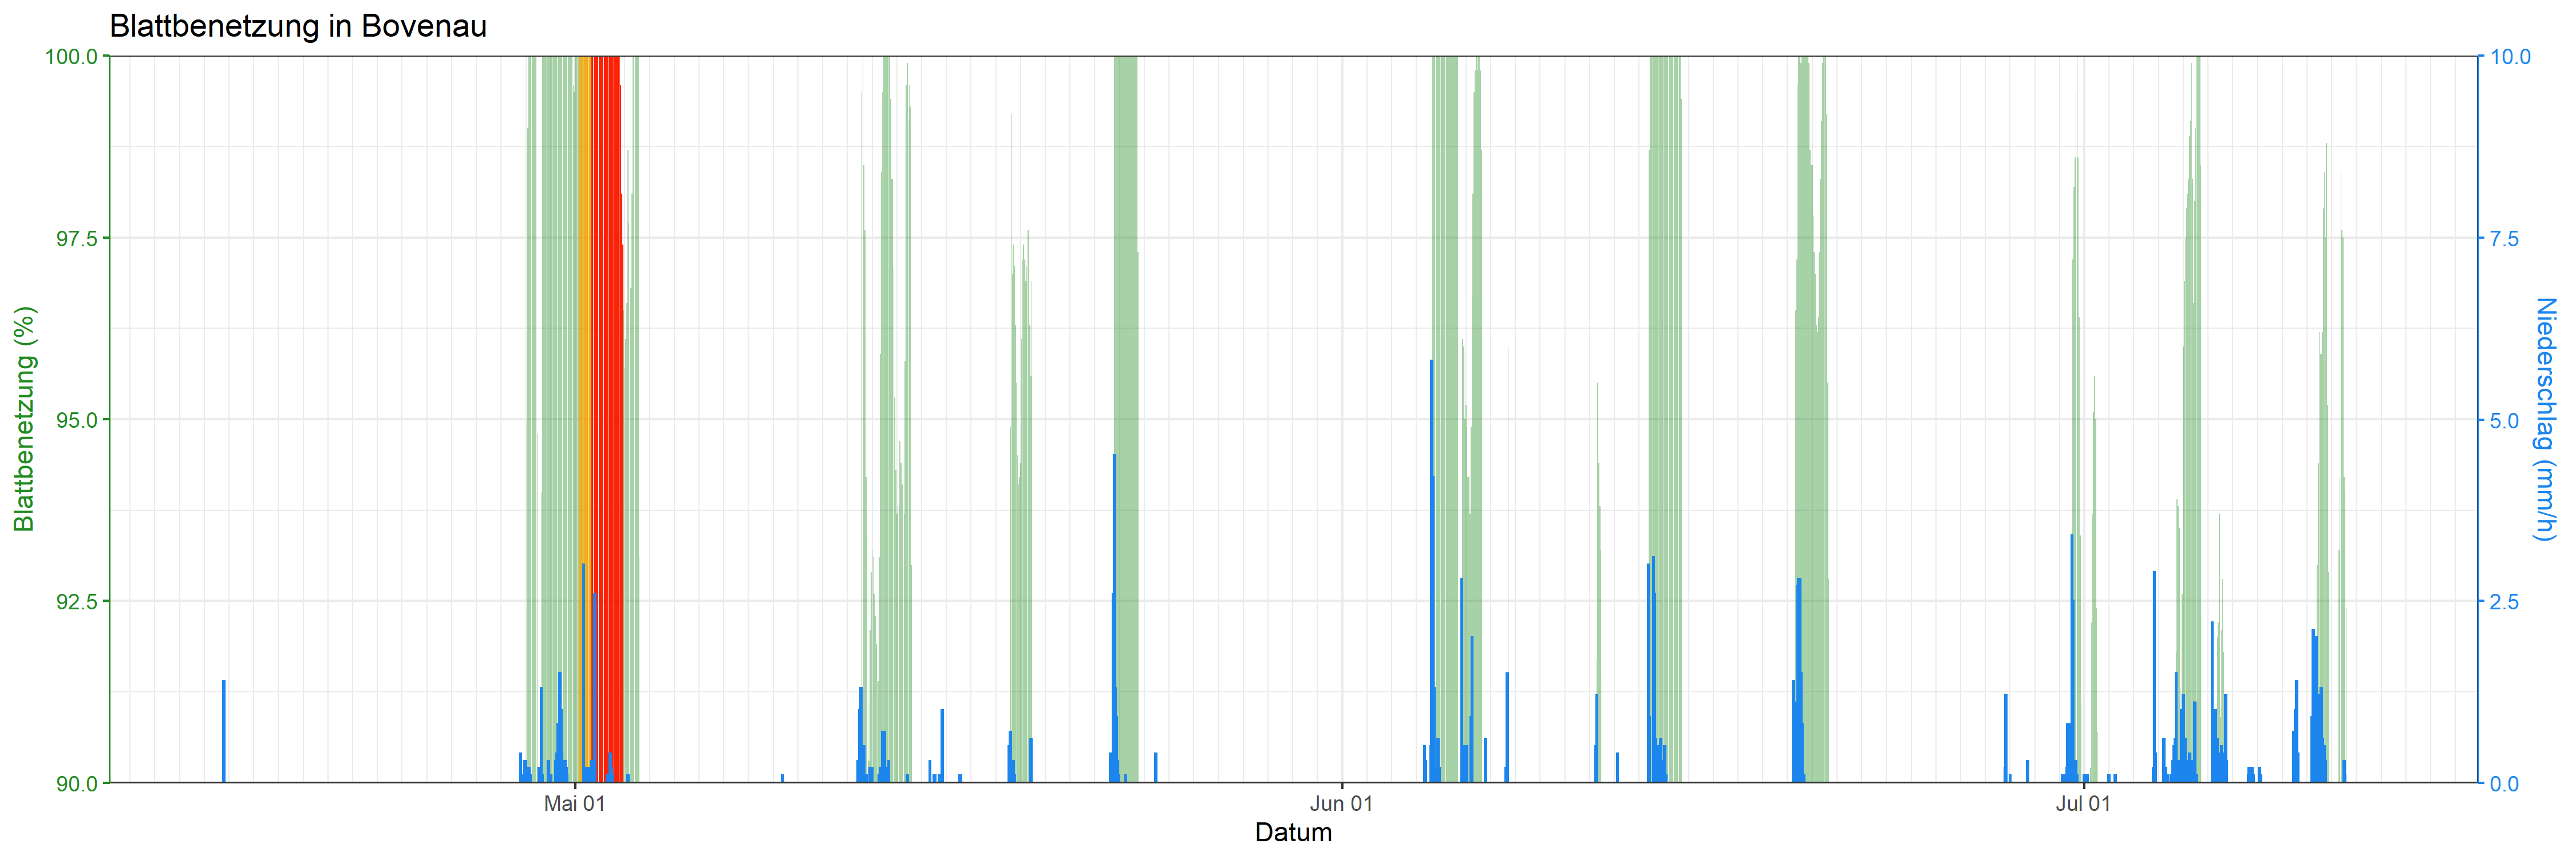 Blattbenetzung in Bovenau
Blattbenetzung (%)
100.0
97.5
95.0
92.5
90.0
10.0
7.5
5.0
2.5
0.0
Niederschlag (mm/h)
Mai 01
Jun 01
Jul 01
Datum